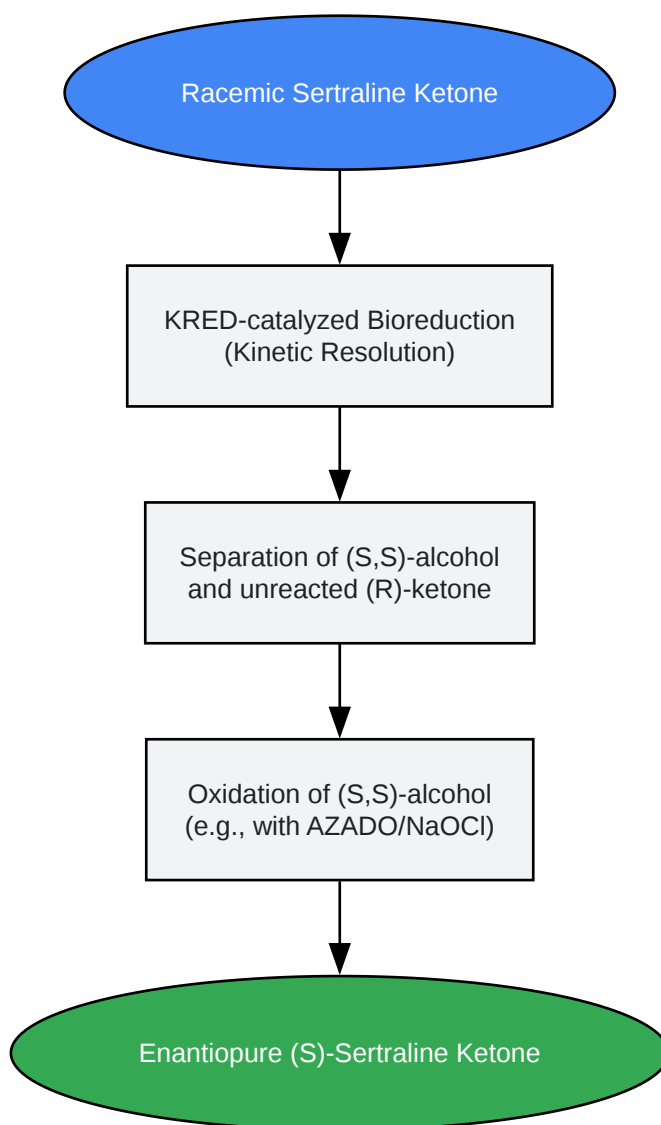 Racemic Sertraline Ketone
KRED-catalyzed Bioreduction
(Kinetic Resolution)
Separation of (S,S)-alcohol
and unreacted (R)-ketone
Oxidation of (S,S)-alcohol
(e.g., with AZADO/NaOCl)
Enantiopure (S)-Sertraline Ketone